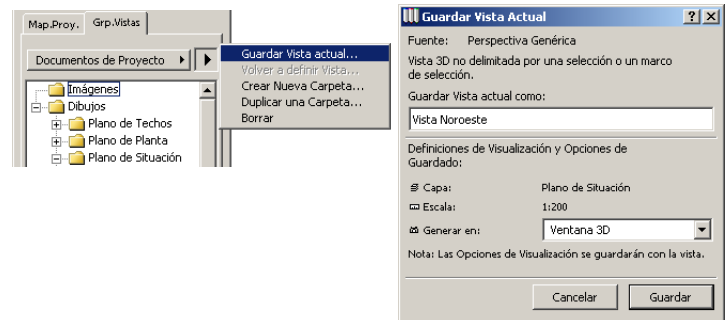 Map.Proy.
Grp.Vistas
Documentos de Proyecto
Imágenes
Dibujos
Plano de Techos
Plano de Planta
Plano de Situación
Guardar Vista actual...
Volver a definir Vista...
Crear Nueva Carpeta...
Duplicar una Carpeta...
Borrar
Guardar Vista Actual
Fuente: Perspectiva Genérica
Vista 3D no delimitada por una selección o un marco
de selección.
Guardar Vista actual como:
Vista Noroeste
Definiciones de Visualización y Opciones de
Guardado:
Capa: Plano de Situación
Escala: 1:200
Generar en: Ventana 3D
Nota: Las Opciones de Visualización se guardarán con la vista.
Cancelar
Guardar